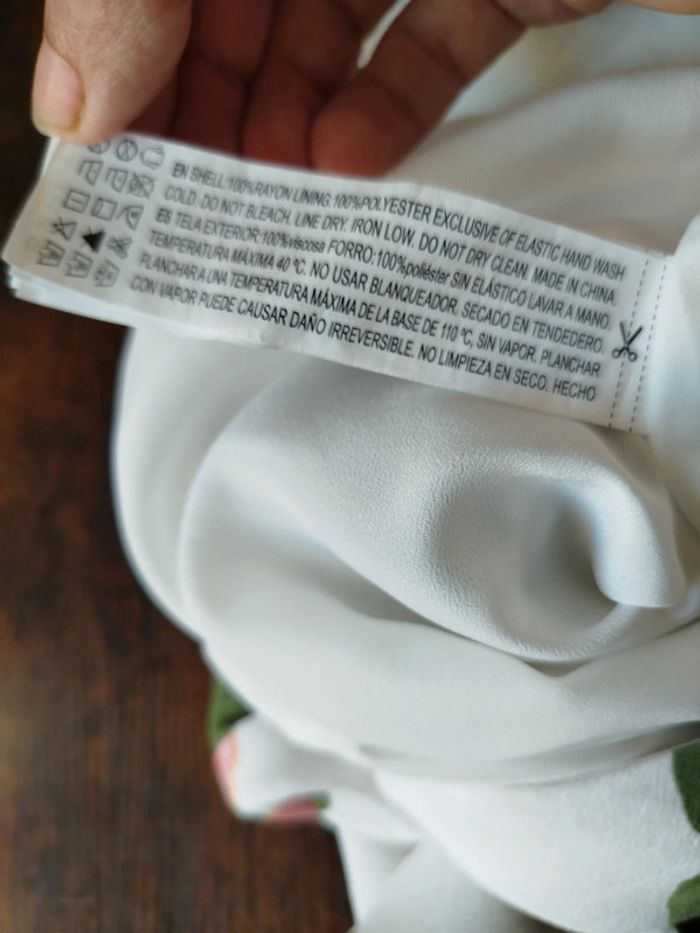 EN SHELL:100%RAYON LINING:100%POLYESTER EXCLUSIVE OF ELASTIC HAND WASH
COLD. DO NOT BLEACH. LINE DRY. IRON LOW. DO NOT DRY CLEAN. MADE IN CHINA.
ES TELA EXTERIOR:100%viscosa FORRO:100%poliéster SIN ELÁSTICO LAVAR A MANO.
TEMPERATURA MÁXIMA 40 ºC. NO USAR BLANQUEADOR. SECADO EN TENDEDERO.
PLANCHAR A UNA TEMPERATURA MÁXIMA DE LA BASE DE 110 ºC, SIN VAPOR. PLANCHAR
CON VAPOR PUEDE CAUSAR DAÑO IRREVERSIBLE. NO LIMPIEZA EN SECO. HECHO